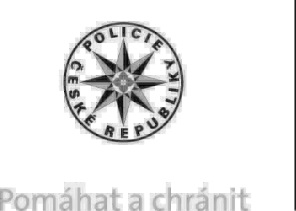 POLICIE ČESKÉ REPUBLIKY
Pomáhat a chránit